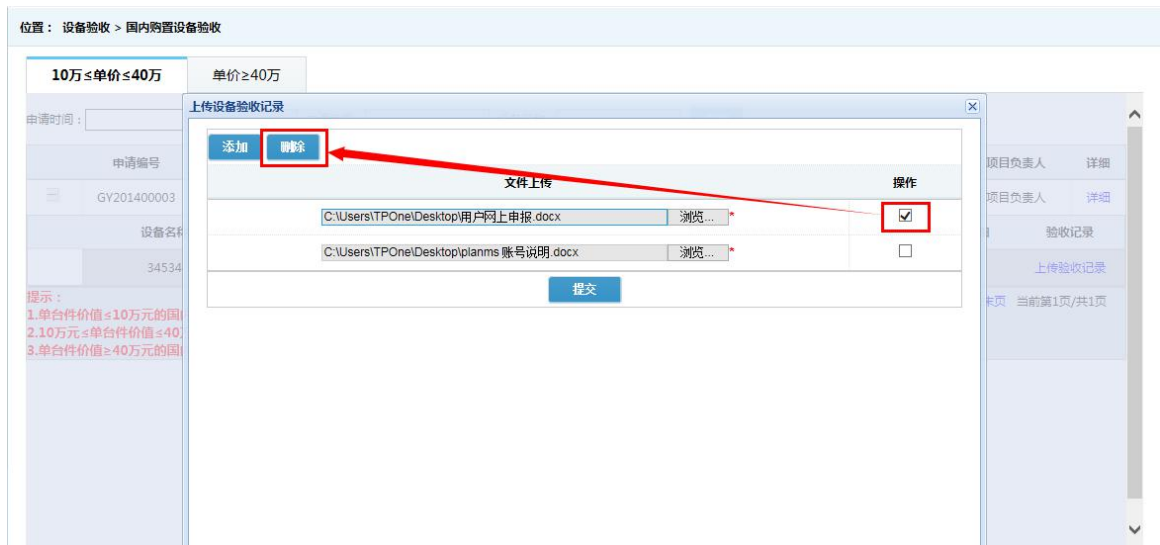 位置： 设备验收 > 国内购置设备验收
10万≤单价≤40万 单价≥40万
上传设备验收记录
申请时间：
添加 删除
申请编号 文件上传 操作 项目负责人 详细
GY201400003 C:\Users\TPOne\Desktop\用户网上申报.docx 浏览... * 项目负责人 详细
设备名称 验收记录
34534 C:\Users\TPOne\Desktop\planms 账号说明.docx 浏览... * 上传验收记录
提交
提示：
末页 当前第1页/共1页
1.单台件价值≤10万元的国
2.10万元≤单台件价值≤40
3.单台件价值≥40万元的国